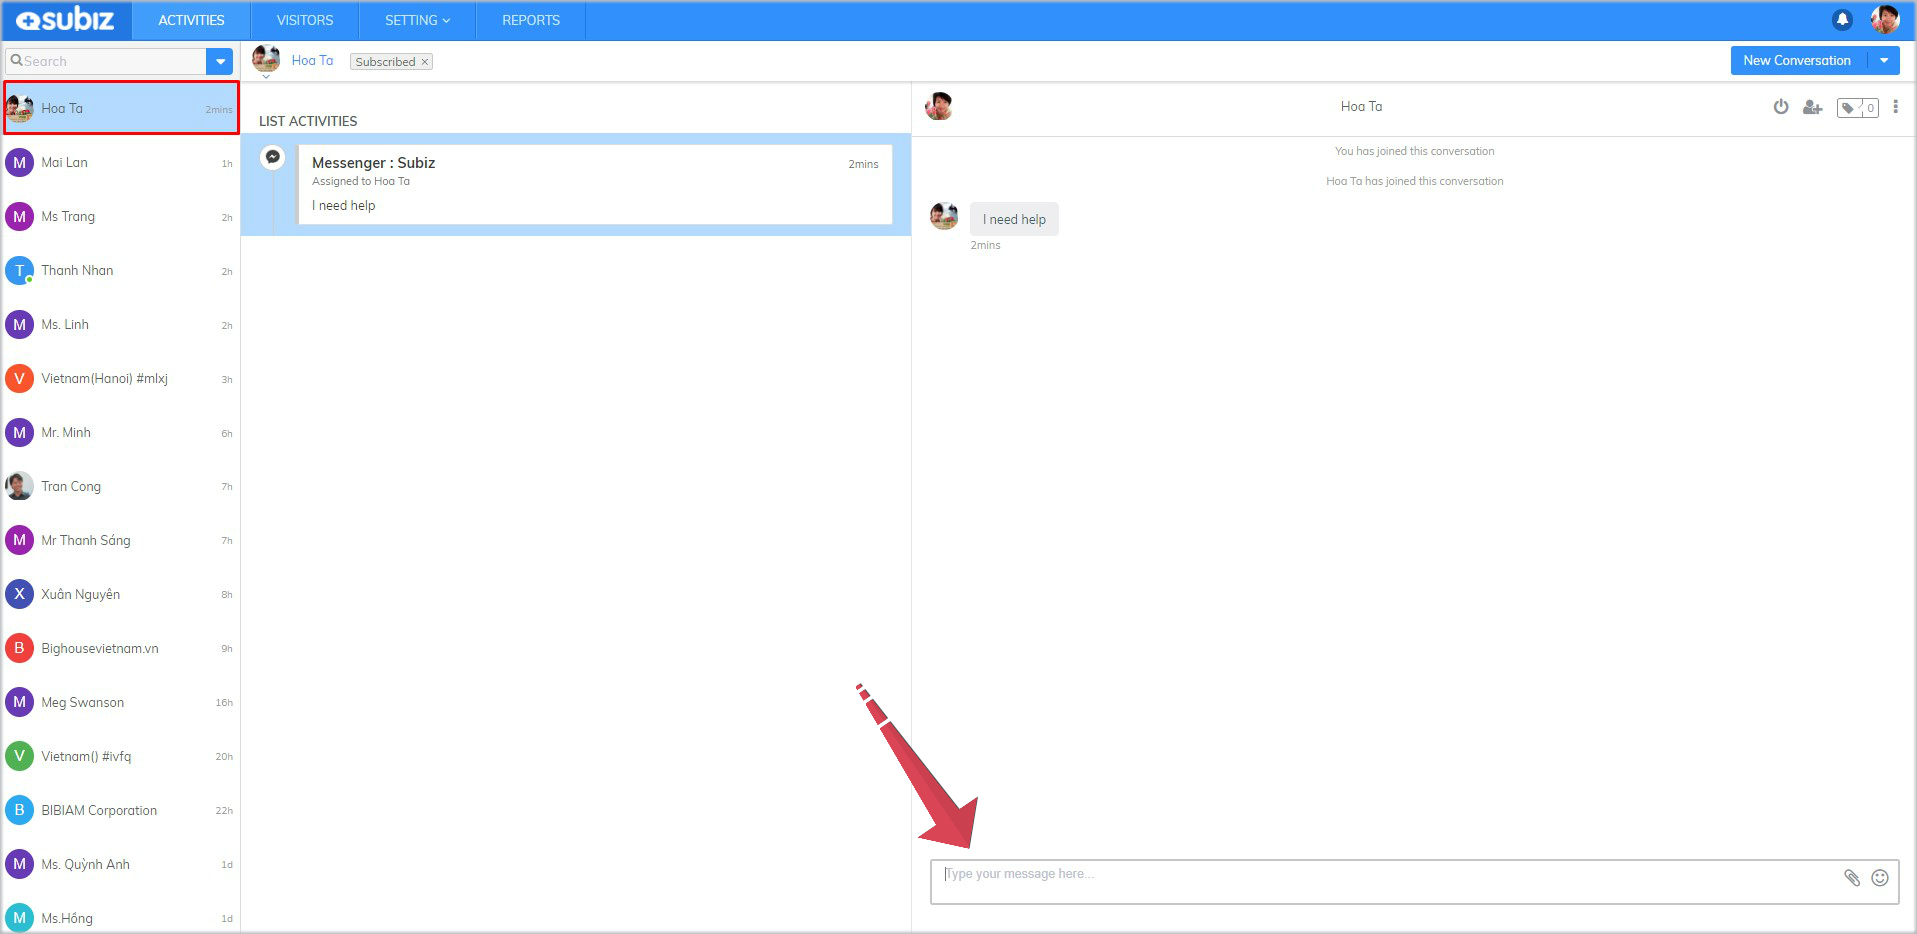 subiz ACTIVITIES VISITORS SETTING REPORTS
Search
Hoa Ta 2mins
Mai Lan 1h
Ms Trang 2h
Thanh Nhan 2h
Ms. Linh 2h
Vietnam(Hanoi) #mlxj 3h
Mr. Minh 6h
Tran Cong 7h
Mr Thanh Sáng 7h
Xuân Nguyên 8h
Bighousevietnam.vn 9h
Meg Swanson 16h
Vietnam() #ivfq 20h
BIBIAM Corporation 22h
Ms. Quỳnh Anh 1d
Ms.Hồng 1d
M
M
T
M
V
M
M
X
B
M
V
B
M
M
Hoa Ta Subscribed × New Conversation
LIST ACTIVITIES
Messenger : Subiz 2mins
Assigned to Hoa Ta
I need help
Hoa Ta 0
You has joined this conversation
Hoa Ta has joined this conversation
I need help
2mins
Type your message here...